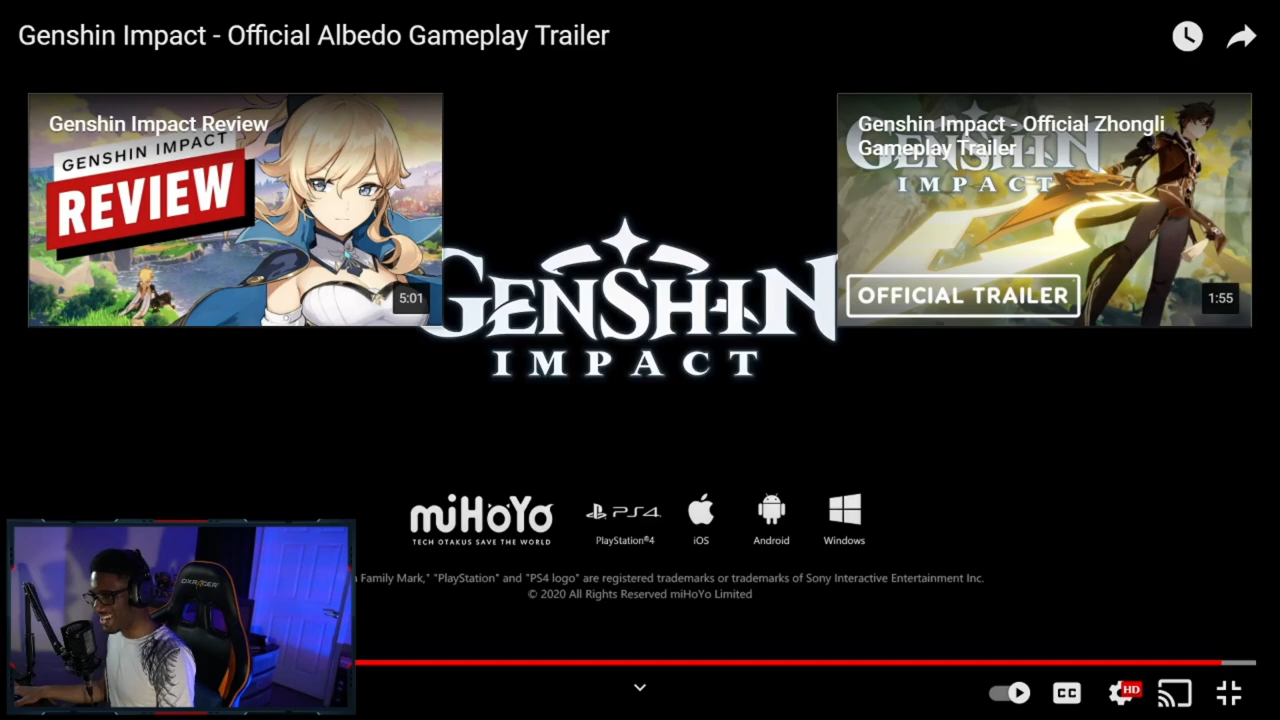 Genshin Impact - Official Albedo Gameplay Trailer
Genshin Impact Review
GENSHIN IMPACT
REVIEW
5:01
Genshin Impact - Official Zhongli
Gameplay Trailer
GENSHIN
IMPACT
OFFICIAL TRAILER
1:55
GENSHIN
IMPACT
miHoYo
TECH OTAKUS SAVE THE WORLD
PS4
PlayStation®4
iOS
Android
Windows
Family Mark," "PlayStation" and "PS4 logo" are registered trademarks or trademarks of Sony Interactive Entertainment Inc.
© 2020 All Rights Reserved miHoYo Limited
DXRACER
CC
HD